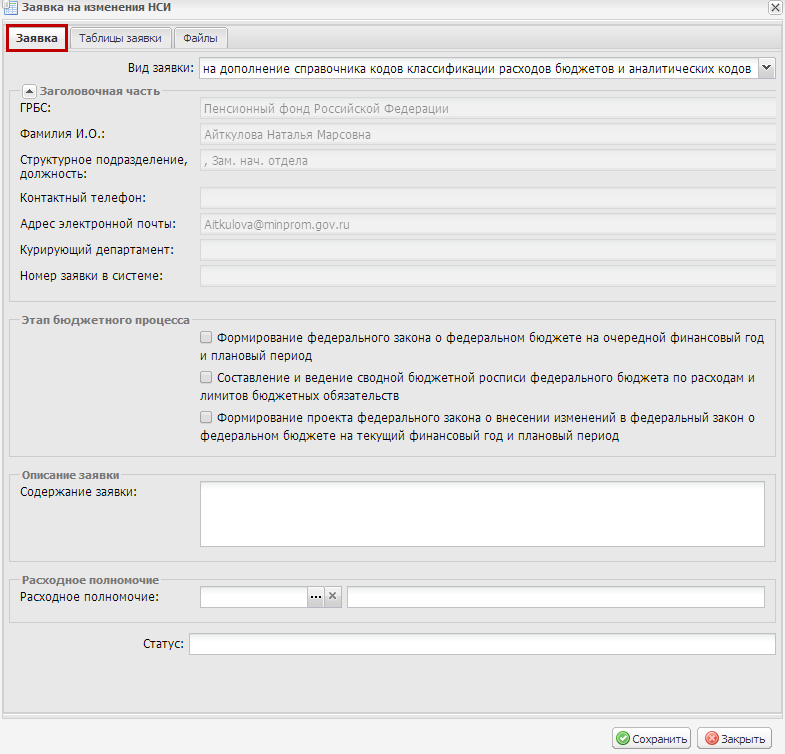 Заявка на изменения НСИ
Заявка Таблицы заявки Файлы
Вид заявки: на дополнение справочника кодов классификации расходов бюджетов и аналитических кодов
Заголовочная часть
ГРБС: Пенсионный фонд Российской Федерации
Фамилия И.О.: Айткулова Наталья Марсовна
Структурное подразделение, должность: , Зам. нач. отдела
Контактный телефон:
Адрес электронной почты: Aitkulova@minprom.gov.ru
Курирующий департамент:
Номер заявки в системе:
Этап бюджетного процесса
Формирование федерального закона о федеральном бюджете на очередной финансовый год
и плановый период
Составление и ведение сводной бюджетной росписи федерального бюджета по расходам и
лимитов бюджетных обязательств
Формирование проекта федерального закона о внесении изменений в федеральный закон о
федеральном бюджете на текущий финансовый год и плановый период
Описание заявки
Содержание заявки:
Расходное полномочие
Расходное полномочие: ...
Статус:
Сохранить Закрыть